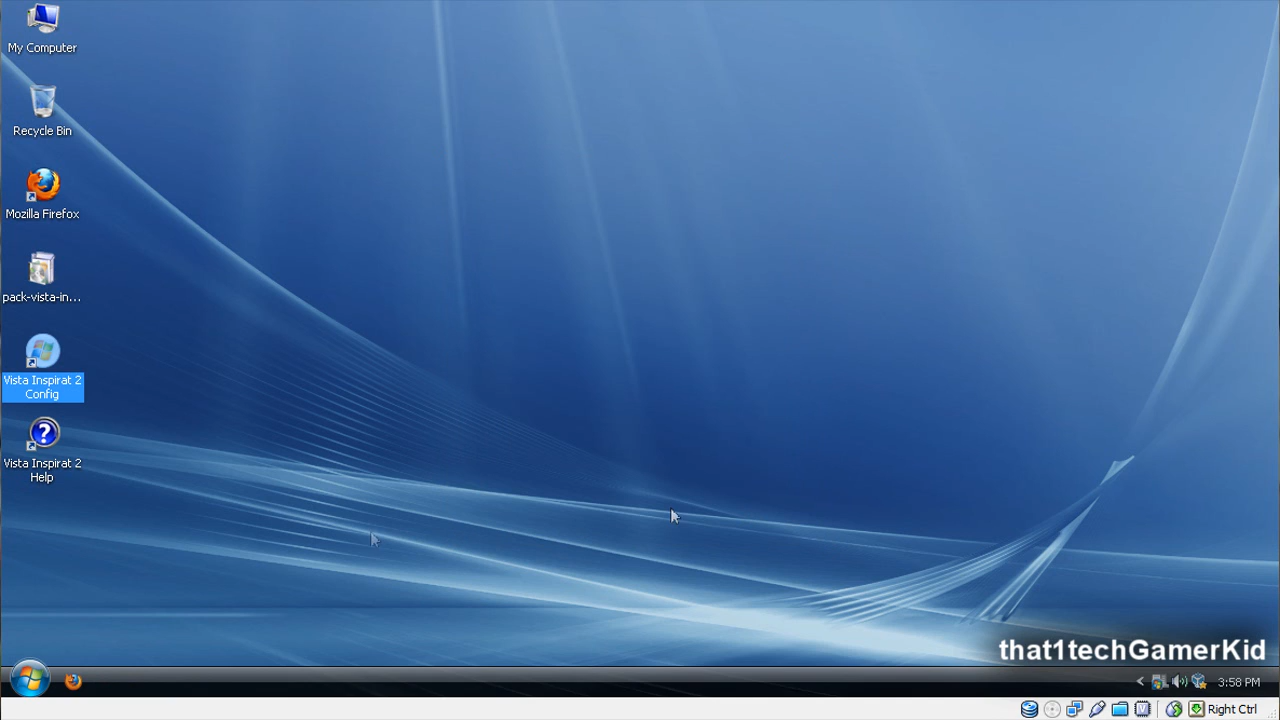 My Computer
Recycle Bin
Mozilla Firefox
pack-vista-in...
Vista Inspirat 2
Config
Vista Inspirat 2
Help
that1techGamerKid
3:58 PM
Right Ctrl